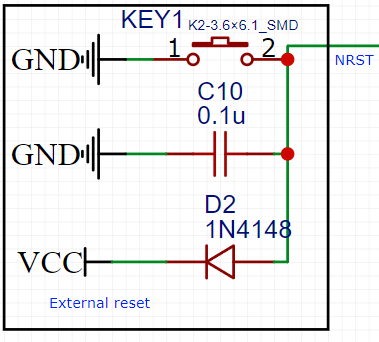 KEY1 K2-3.6×6.1_SMD
GND 1 2
NRST
C10
0.1u
GND
D2
1N4148
VCC
External reset